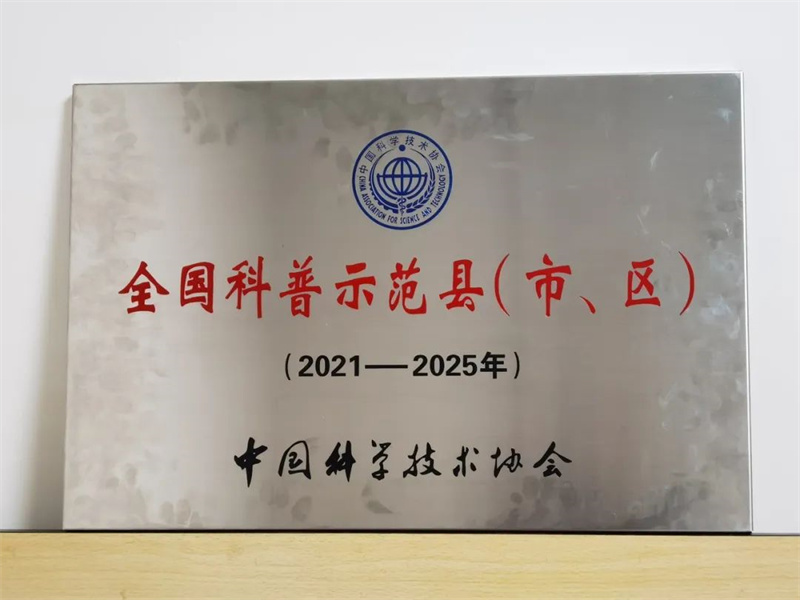 中国科学技术协会
CHINA ASSOCIATION FOR SCIENCE AND TECHNOLOGY
全国科普示范县(市、区)
(2021——2025年)
中国科学技术协会